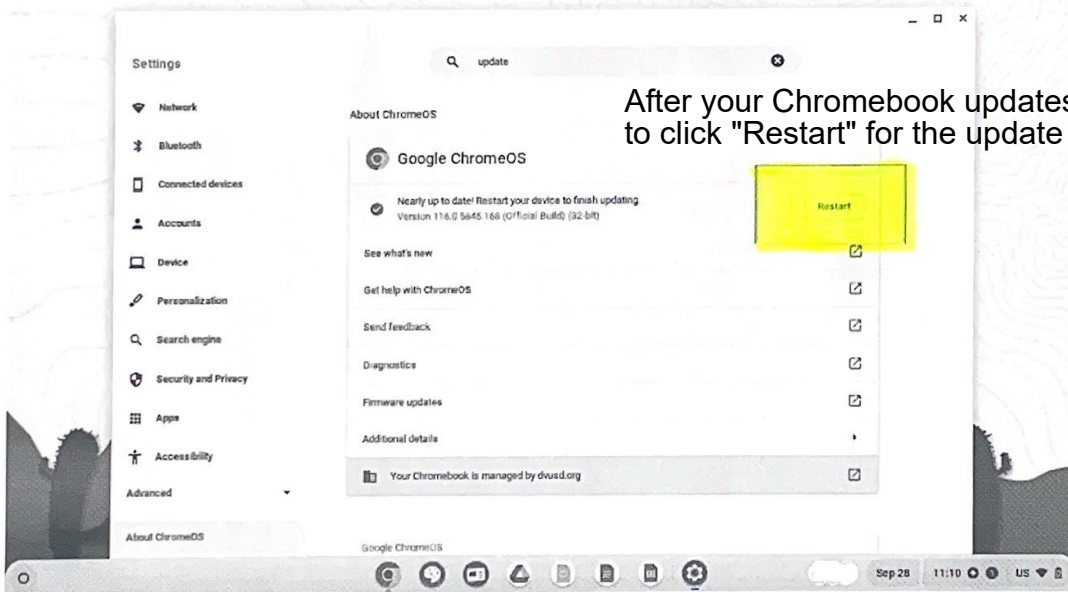 Settings
update
After your Chromebook updates
to click "Restart" for the update
Network
About ChromeOS
Bluetooth
Google ChromeOS
Connected devices
Nearly up to date! Restart your device to finish updating.
Version 116.0.5845.168 (Official Build) (32-bit)
Restart
Accounts
See what's new
Device
Get help with ChromeOS
Personalization
Send feedback
Search engine
Diagnostics
Security and Privacy
Firmware updates
Apps
Additional details
Accessibility
Your Chromebook is managed by dvusd.org
Advanced
About ChromeOS
Google ChromeOS
Sep 28 11:10 US